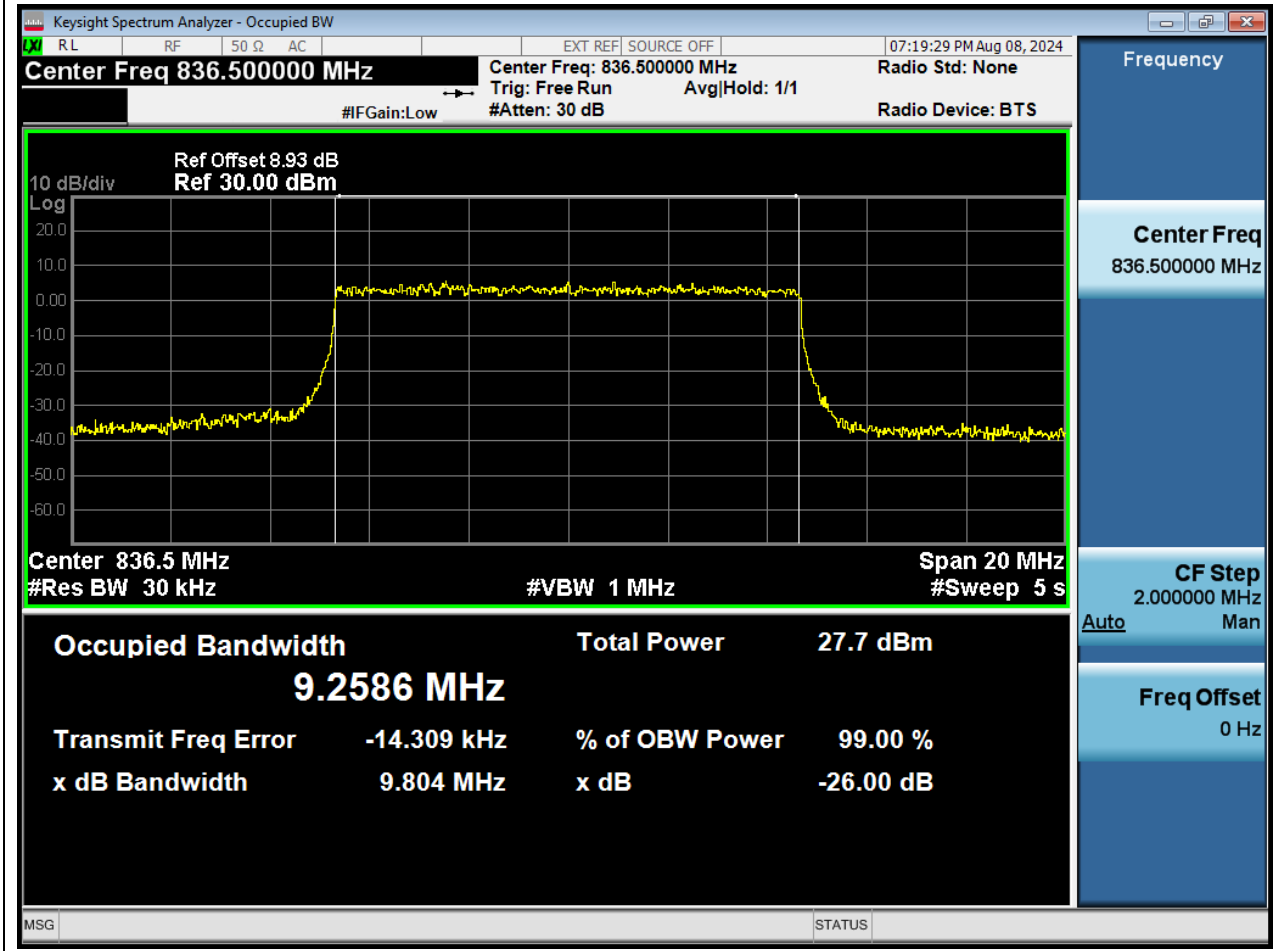 Keysight Spectrum Analyzer - Occupied BW
LXI RL RF 50 Ω AC EXT REF SOURCE OFF 07:19:29 PM Aug 08, 2024
Center Freq 836.500000 MHz
Center Freq: 836.500000 MHz Radio Std: None
Trig: Free Run Avg|Hold: 1/1
#IFGain:Low #Atten: 30 dB Radio Device: BTS
Ref Offset 8.93 dB
10 dB/div Ref 30.00 dBm
Log
20.0
10.0
0.00
-10.0
-20.0
-30.0
-40.0
-50.0
-60.0
Center 836.5 MHz Span 20 MHz
#Res BW 30 kHz #VBW 1 MHz #Sweep 5 s
Occupied Bandwidth Total Power 27.7 dBm
9.2586 MHz
Transmit Freq Error -14.309 kHz % of OBW Power 99.00 %
x dB Bandwidth 9.804 MHz x dB -26.00 dB
Frequency
Center Freq
836.500000 MHz
CF Step
2.000000 MHz
Auto Man
Freq Offset
0 Hz
MSG STATUS